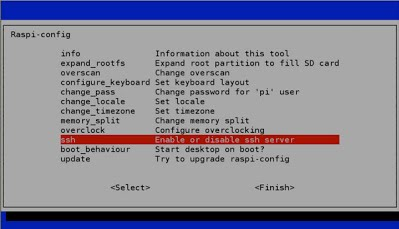 Raspi-config
info Information about this tool
expand_rootfs Expand root partition to fill SD card
overscan Change overscan
configure_keyboard Set keyboard layout
change_pass Change password for 'pi' user
change_locale Set locale
change_timezone Set timezone
memory_split Change memory split
overclock Configure overclocking
ssh Enable or disable ssh server
boot_behaviour Start desktop on boot?
update Try to upgrade raspi-config
<Select> <Finish>